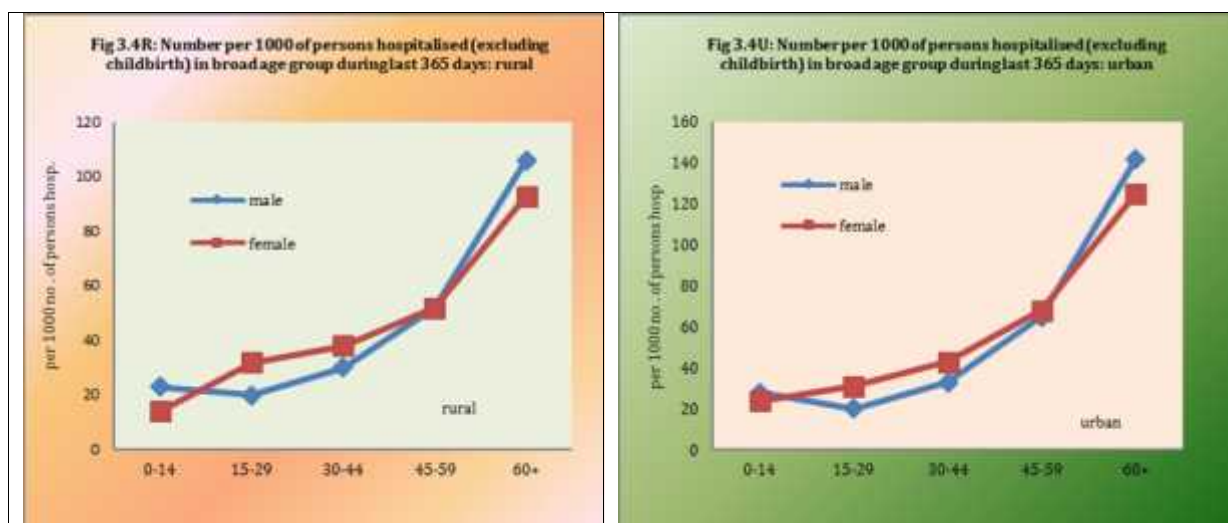 Fig 3.4R: Number per 1000 of persons hospitalised (excluding
childbirth) in broad age group during last 365 days: rural
per 1000 no . of persons hosp.
120
100
80
60
40
20
0
male
female
rural
0-14 15-29 30-44 45-59 60+
Fig 3.4U: Number per 1000 of persons hospitalised (excluding
childbirth) in broad age group during last 365 days: urban
per 1000 no . of persons hosp
160
140
120
100
80
60
40
20
0
male
female
urban
0-14 15-29 30-44 45-59 60+